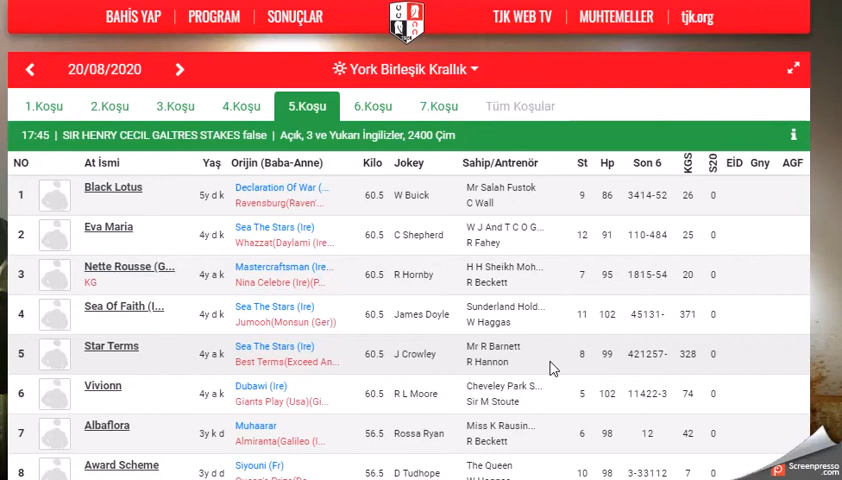 BAHİS YAP PROGRAM SONUÇLAR TJK WEB TV MUHTEMELLER tjk.org
20/08/2020 York Birleşik Krallık
1.Koşu 2.Koşu 3.Koşu 4.Koşu 5.Koşu 6.Koşu 7.Koşu Tüm Koşular
17:45 | SIR HENRY CECIL GALTRES STAKES false | Açık, 3 ve Yukarı İngilizler, 2400 Çim
NO At İsmi Yaş Orijin (Baba-Anne) Kilo Jokey Sahip/Antrenör St Hp Son 6 KGS S20 EİD Gny AGF
1 Black Lotus 5y d k Declaration Of War (... 60.5 W Buick Mr Salah Fustok 9 86 3414-52 26 0
Ravensburg(Raven'... C Wall
2 Eva Maria 4y d k Sea The Stars (Ire) 60.5 C Shepherd W J And T C O G... 12 91 110-484 25 0
Whazzat(Daylami (Ire... R Fahey
3 Nette Rousse (G... 4y a k Mastercraftsman (Ire... 60.5 R Hornby H H Sheikh Moh... 7 95 1815-54 20 0
KG Nina Celebre (Ire)(P... R Beckett
4 Sea Of Faith (I... 4y d k Sea The Stars (Ire) 60.5 James Doyle Sunderland Hold... 11 102 45131- 371 0
Jumooh(Monsun (Ger)) W Haggas
5 Star Terms 4y a k Sea The Stars (Ire) 60.5 J Crowley Mr R Barnett 8 99 421257- 328 0
Best Terms(Exceed An... R Hannon
6 Vivionn 4y a k Dubawi (Ire) 60.5 R L Moore Cheveley Park S... 5 102 11422-3 74 0
Giants Play (Usa)(Gi... Sir M Stoute
7 Albaflora 3y k d Muhaarar 56.5 Rossa Ryan Miss K Rausin... 6 98 12 42 0
Almiranta(Galileo (I... R Beckett
8 Award Scheme 3y d d Siyouni (Fr) 56.5 D Tudhope The Queen 10 98 3-33112 7 0
Screenpresso
.com